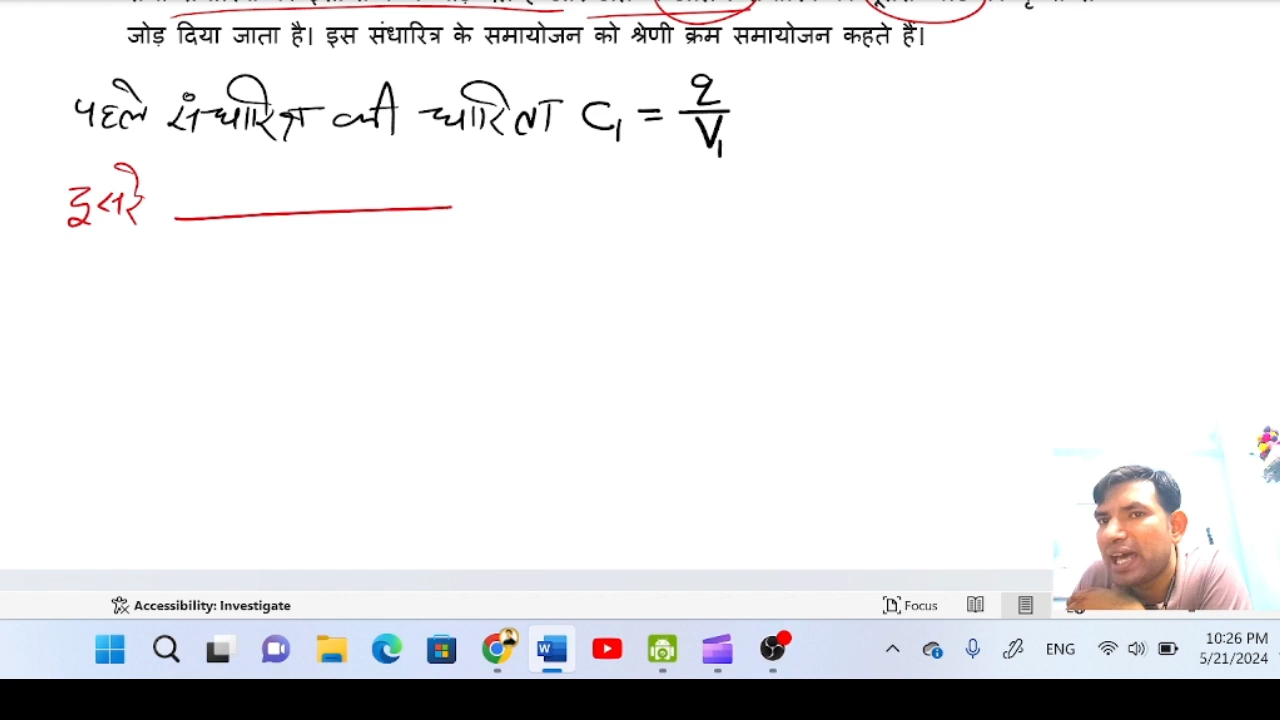 जोड़ दिया जाता है। इस संधारित्र के समायोजन को श्रेणी क्रम समायोजन कहते हैं।
पहले संधारित्र की धारिता C₁ = q/V₁
दूसरे
Accessibility: Investigate
Focus
ENG
10:26 PM
5/21/2024